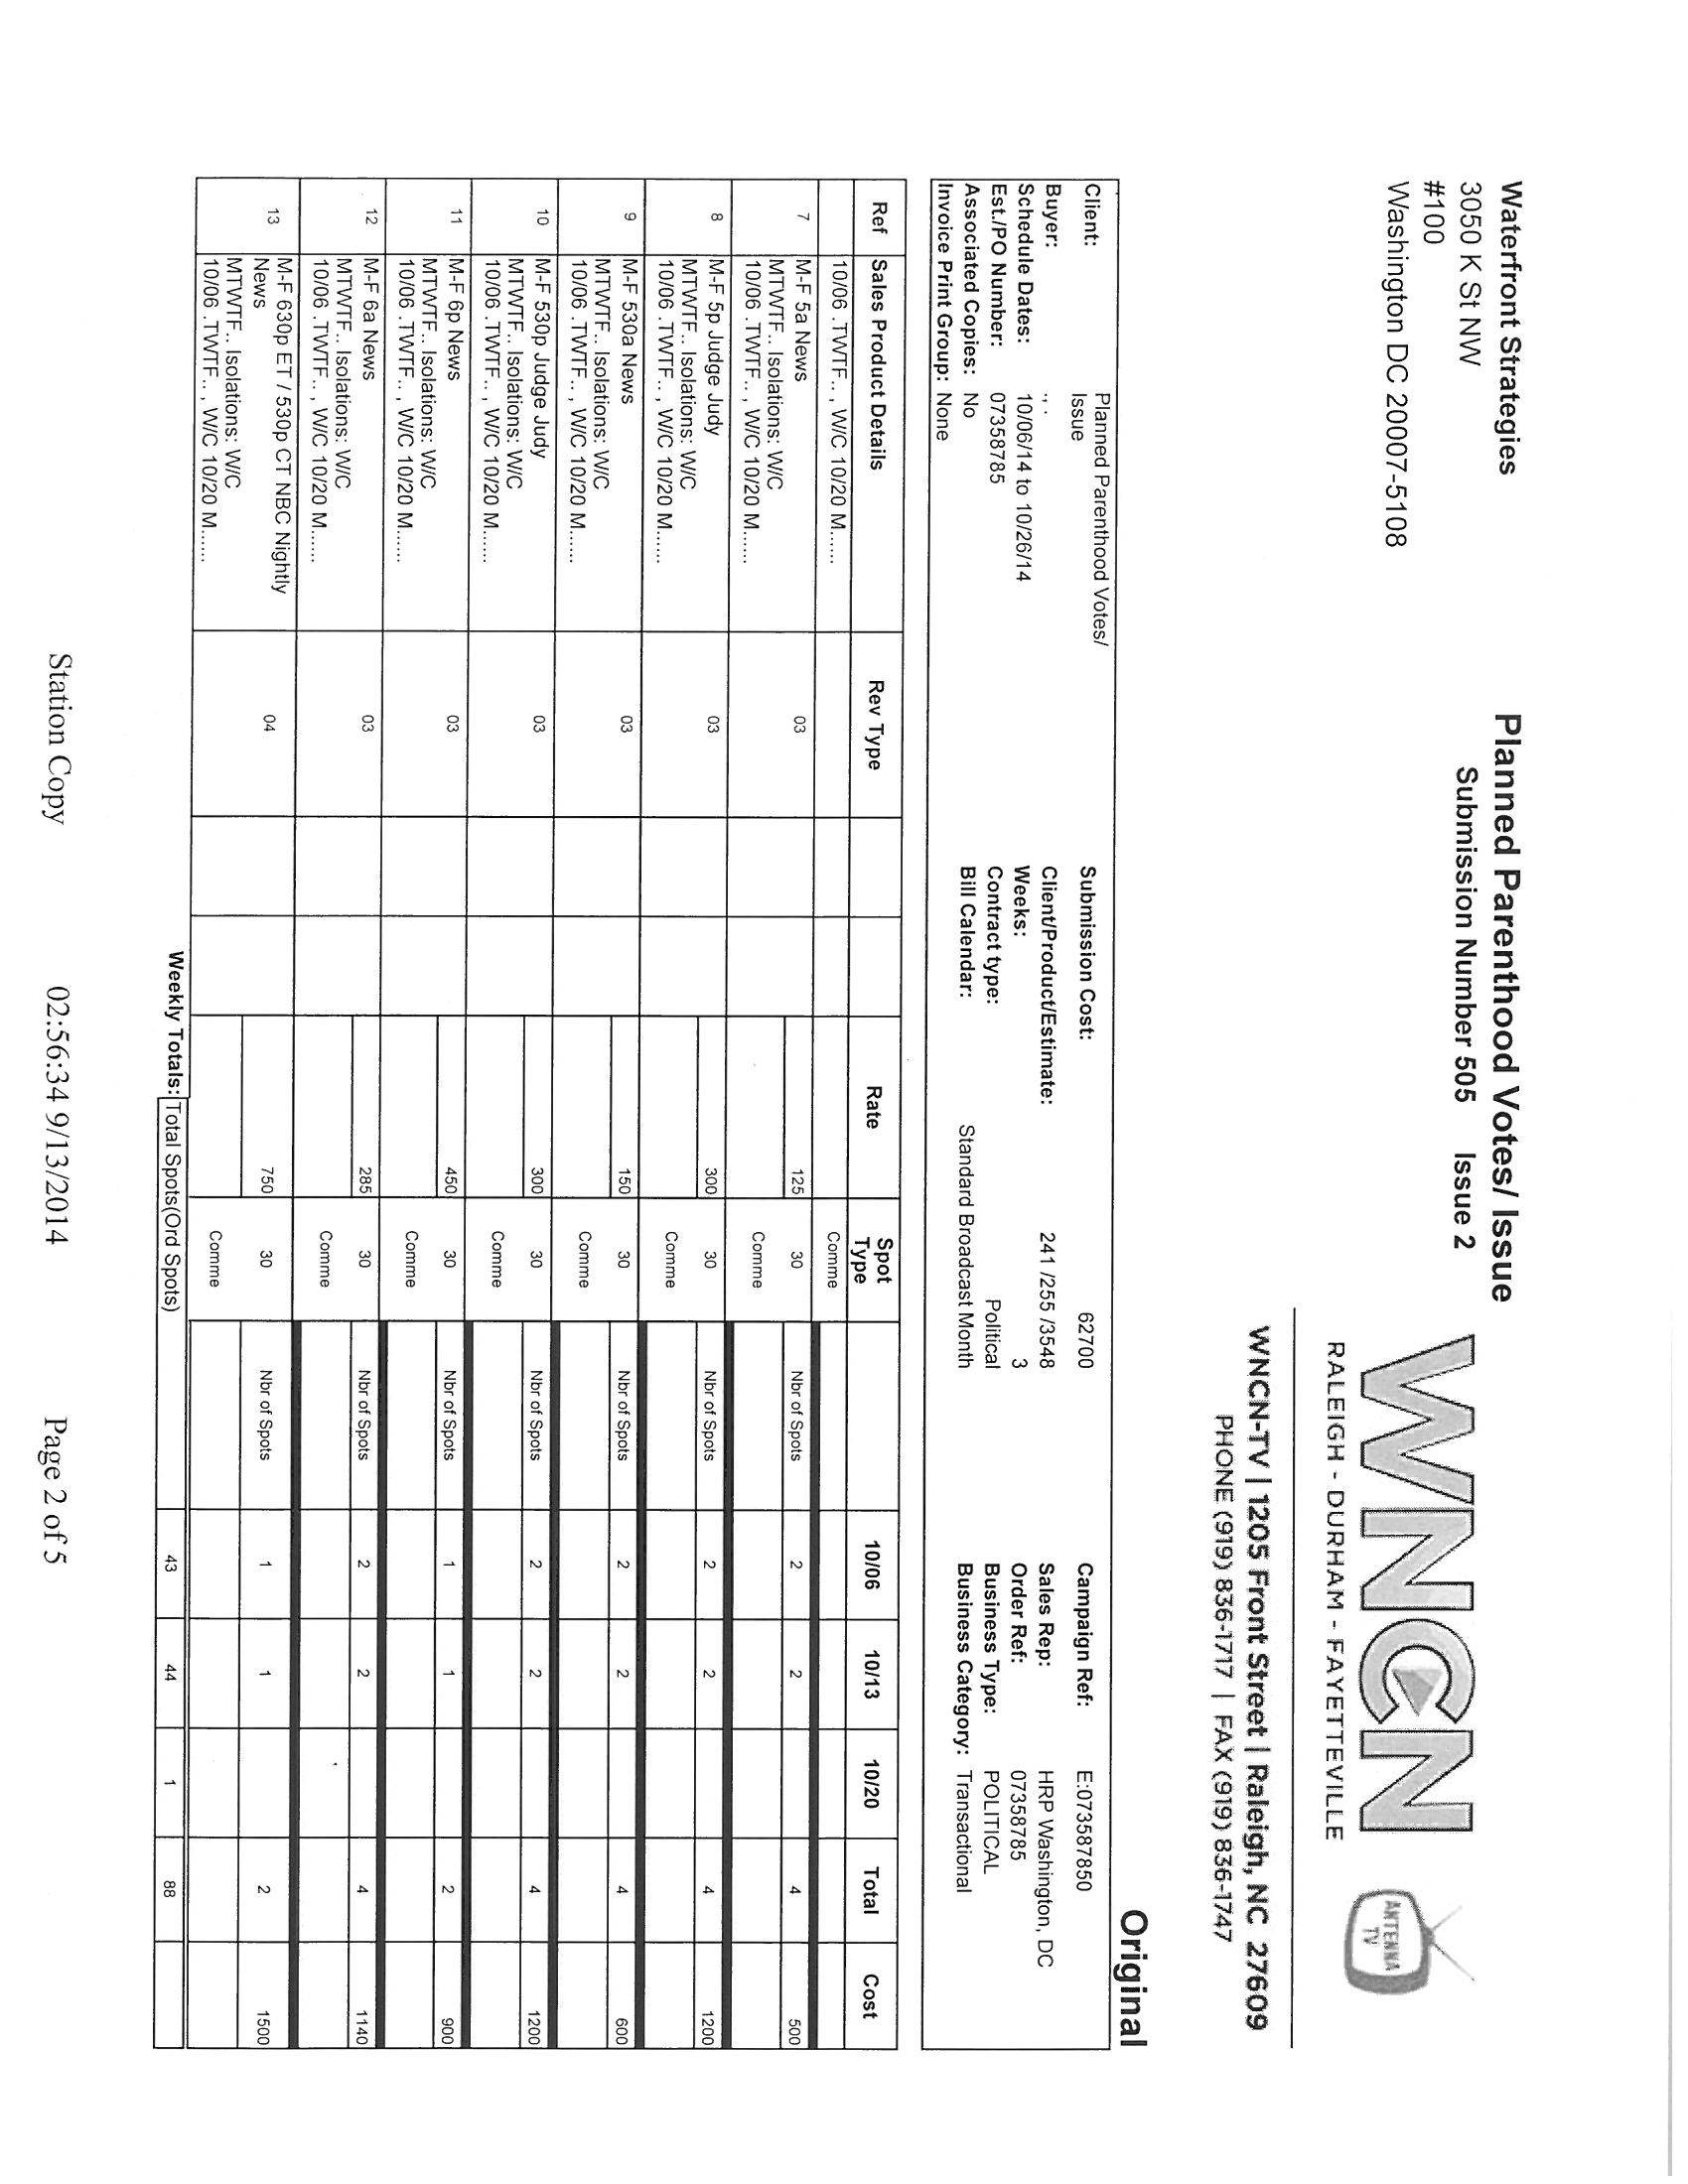 Waterfront Strategies
3050 K St NW
#100
Washington DC 20007-5108
Planned Parenthood Votes/ Issue
Submission Number 505 Issue 2
WNCN
RALEIGH - DURHAM - FAYETTEVILLE
ANTENNA
TV
WNCN-TV | 1205 Front Street | Raleigh, NC 27609
PHONE (919) 836-1717 | FAX (919) 836-1747
Original
Client: Planned Parenthood Votes/
Issue
Buyer: ., .
Schedule Dates: 10/06/14 to 10/26/14
Est./PO Number: 07358785
Associated Copies: No
Invoice Print Group: None
Submission Cost: 62700
Client/Product/Estimate: 241 /255 /3548
Weeks: 3
Contract type: Political
Bill Calendar: Standard Broadcast Month
Campaign Ref: E:073587850
Sales Rep: HRP Washington, DC
Order Ref: 07358785
Business Type: POLITICAL
Business Category: Transactional
Ref Sales Product Details Rev Type Rate Spot Type 10/06 10/13 10/20 Total Cost
10/06 .TWTF.. , W/C 10/20 M...... Comme
7 M-F 5a News 03 125 30 Nbr of Spots 2 2 4 500
MTWTF.. Isolations: W/C
10/06 .TWTF.. , W/C 10/20 M...... Comme
8 M-F 5p Judge Judy 03 300 30 Nbr of Spots 2 2 4 1200
MTWTF.. Isolations: W/C
10/06 .TWTF.. , W/C 10/20 M...... Comme
9 M-F 530a News 03 150 30 Nbr of Spots 2 2 4 600
MTWTF.. Isolations: W/C
10/06 .TWTF.. , W/C 10/20 M...... Comme
10 M-F 530p Judge Judy 03 300 30 Nbr of Spots 2 2 4 1200
MTWTF.. Isolations: W/C
10/06 .TWTF.. , W/C 10/20 M...... Comme
11 M-F 6p News 03 450 30 Nbr of Spots 1 1 2 900
MTWTF.. Isolations: W/C
10/06 .TWTF.. , W/C 10/20 M...... Comme
12 M-F 6a News 03 285 30 Nbr of Spots 2 2 4 1140
MTWTF.. Isolations: W/C
10/06 .TWTF.. , W/C 10/20 M...... Comme
13 M-F 630p ET / 530p CT NBC Nightly 04 750 30 Nbr of Spots 1 1 2 1500
News
MTWTF.. Isolations: W/C
10/06 .TWTF.. , W/C 10/20 M...... Comme
Weekly Totals: Total Spots(Ord Spots) 43 44 1 88
Station Copy 02:56:34 9/13/2014 Page 2 of 5